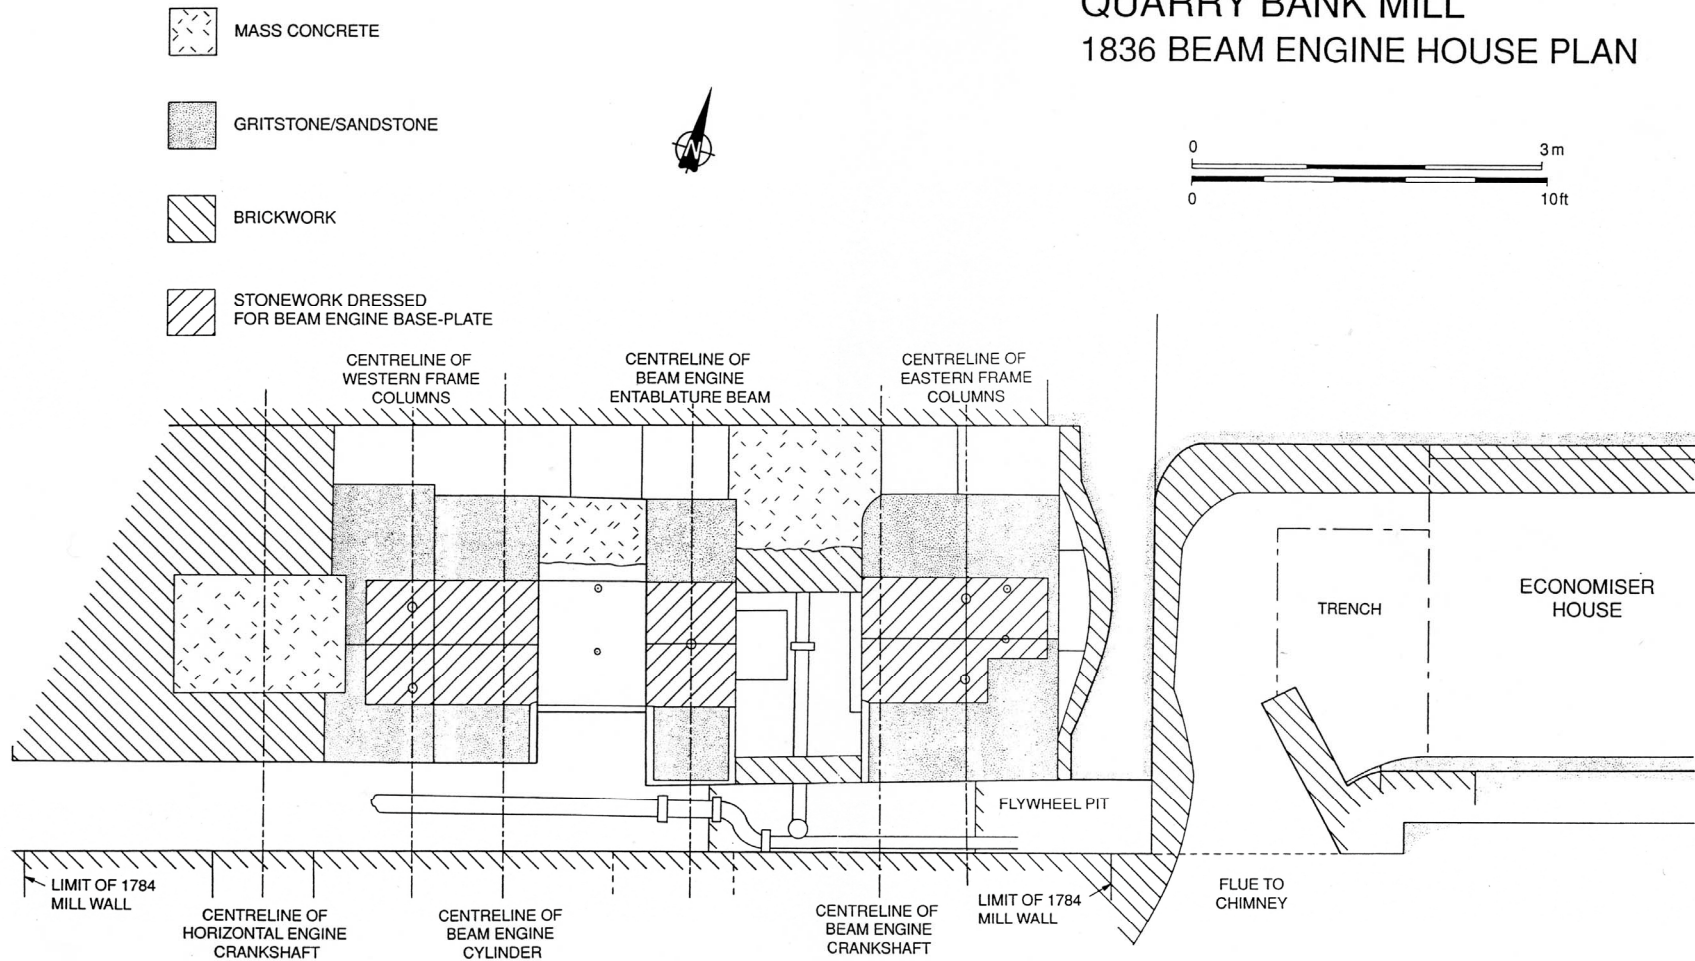 QUARRY BANK MILL
1836 BEAM ENGINE HOUSE PLAN
MASS CONCRETE
GRITSTONE/SANDSTONE
BRICKWORK
STONEWORK DRESSED
FOR BEAM ENGINE BASE-PLATE
N
0
3 m
0
10 ft
CENTRELINE OF
WESTERN FRAME
COLUMNS
CENTRELINE OF
BEAM ENGINE
ENTABLATURE BEAM
CENTRELINE OF
EASTERN FRAME
COLUMNS
TRENCH
ECONOMISER
HOUSE
FLYWHEEL PIT
LIMIT OF 1784
MILL WALL
CENTRELINE OF
HORIZONTAL ENGINE
CRANKSHAFT
CENTRELINE OF
BEAM ENGINE
CYLINDER
CENTRELINE OF
BEAM ENGINE
CRANKSHAFT
LIMIT OF 1784
MILL WALL
FLUE TO
CHIMNEY